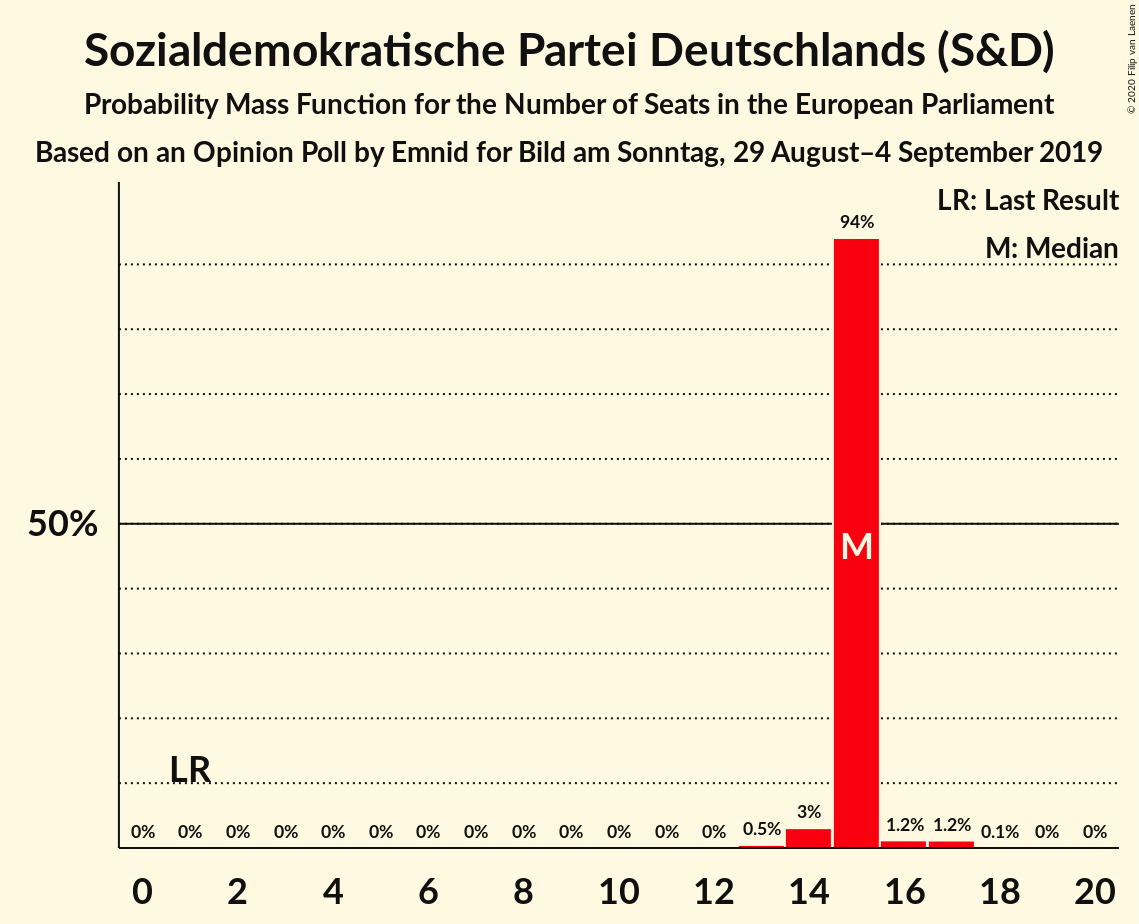 Sozialdemokratische Partei Deutschlands (S&D)
Probability Mass Function for the Number of Seats in the European Parliament
Based on an Opinion Poll by Emnid for Bild am Sonntag, 29 August–4 September 2019
© 2020 Filip van Laenen
LR: Last Result
M: Median
94%
50%
M
LR
0% 0% 0% 0% 0% 0% 0% 0% 0% 0% 0% 0% 0% 0.5% 3% 1.2% 1.2% 0.1% 0% 0%
0 2 4 6 8 10 12 14 16 18 20